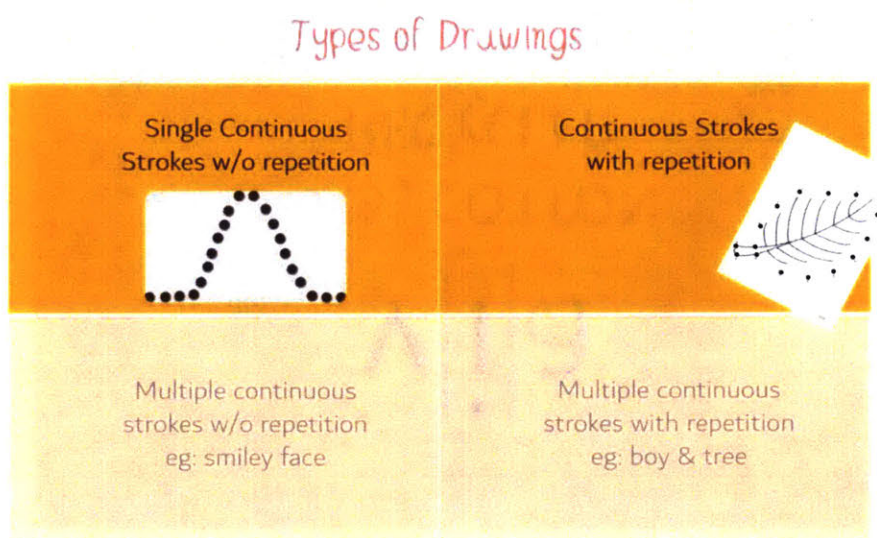 Types of Drawings
Single Continuous
Strokes w/o repetition
Continuous Strokes
with repetition
Multiple continuous
strokes w/o repetition
eg: smiley face
Multiple continuous
strokes with repetition
eg: boy & tree